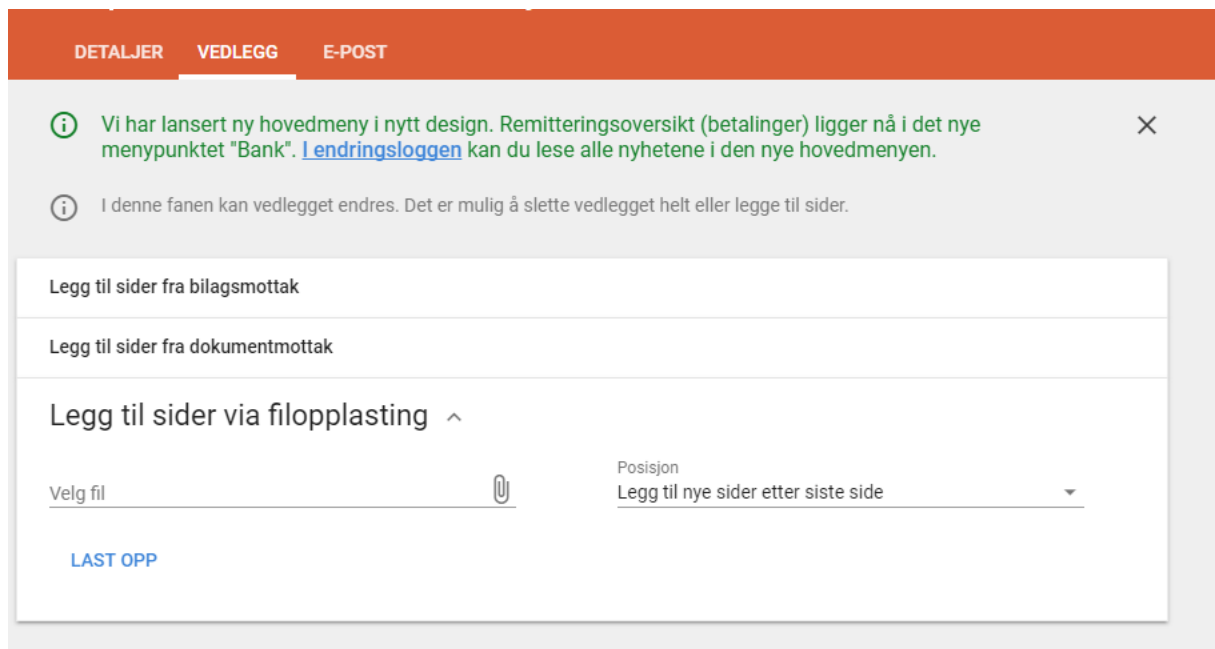 DETALJER VEDLEGG E-POST
Vi har lansert ny hovedmeny i nytt design. Remitteringsoversikt (betalinger) ligger nå i det nye
menypunktet "Bank". I endringsloggen kan du lese alle nyhetene i den nye hovedmenyen.
I denne fanen kan vedlegget endres. Det er mulig å slette vedlegget helt eller legge til sider.
Legg til sider fra bilagsmottak
Legg til sider fra dokumentmottak
Legg til sider via filopplasting
Velg fil
Posisjon
Legg til nye sider etter siste side
LAST OPP